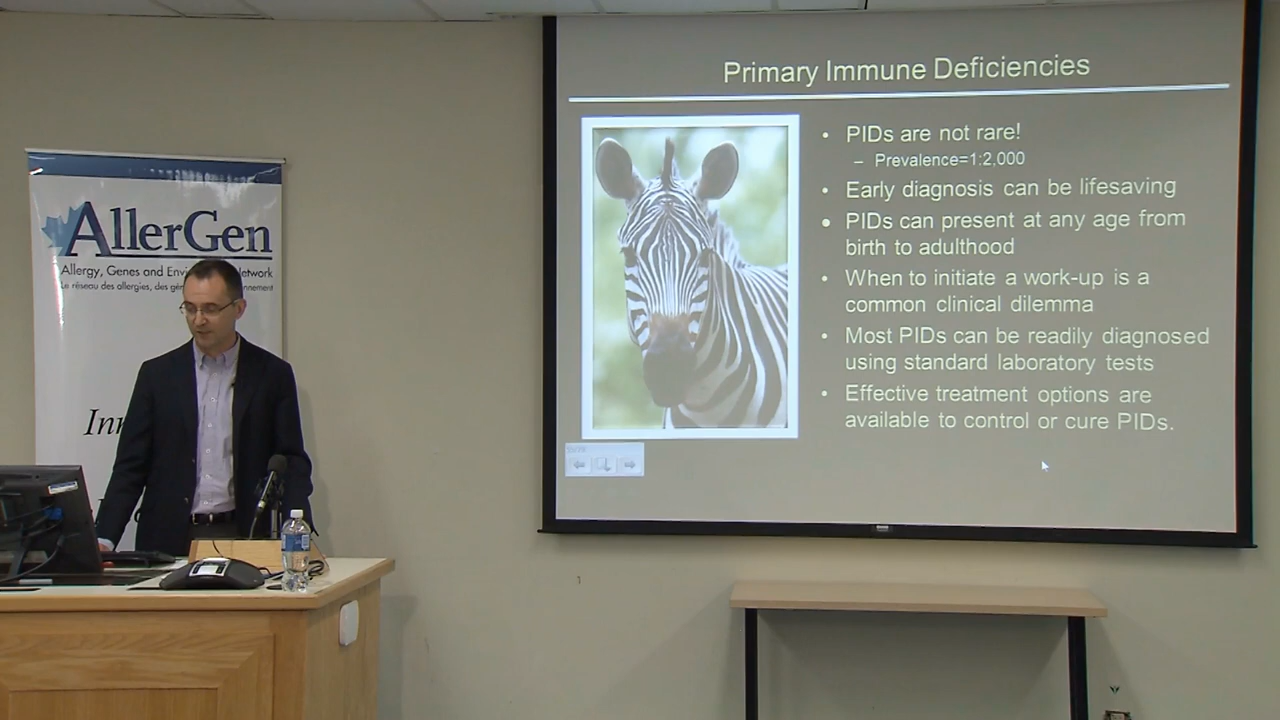 Primary Immune Deficiencies
• PIDs are not rare!
– Prevalence=1:2,000
• Early diagnosis can be lifesaving
• PIDs can present at any age from
birth to adulthood
• When to initiate a work-up is a
common clinical dilemma
• Most PIDs can be readily diagnosed
using standard laboratory tests
• Effective treatment options are
available to control or cure PIDs.
AllerGen
Allergy, Genes and
Le réseau des allergies, des